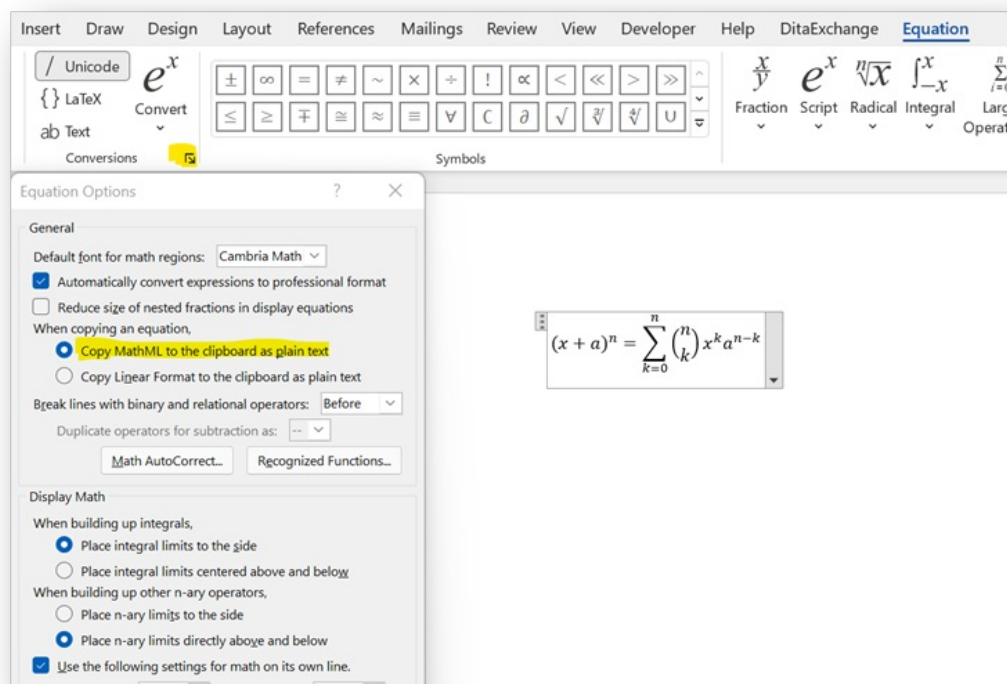 Insert Draw Design Layout References Mailings Review View Developer Help DitaExchange Equation
/ Unicode
{} LaTeX
ab Text
e^x
Convert
Conversions
± ∞ = ≠ ~ × ÷ ! ∝ < ≪ > ≫
≤ ≥ ∓ ≅ ≈ ≡ ∀ ∁ ∂ √ ∛ ∜ ∪
Symbols
x/y e^x ⁿ√x ∫_{-x}^{x}
Fraction Script Radical Integral
Equation Options ? ×
General
Default font for math regions: Cambria Math
Automatically convert expressions to professional format
Reduce size of nested fractions in display equations
When copying an equation,
Copy MathML to the clipboard as plain text
Copy Linear Format to the clipboard as plain text
Break lines with binary and relational operators: Before
Duplicate operators for subtraction as: --
Math AutoCorrect... Recognized Functions...
Display Math
When building up integrals,
Place integral limits to the side
Place integral limits centered above and below
When building up other n-ary operators,
Place n-ary limits to the side
Place n-ary limits directly above and below
Use the following settings for math on its own line.
(x + a)^n = ∑_{k=0}^{n} (n k) x^k a^{n−k}